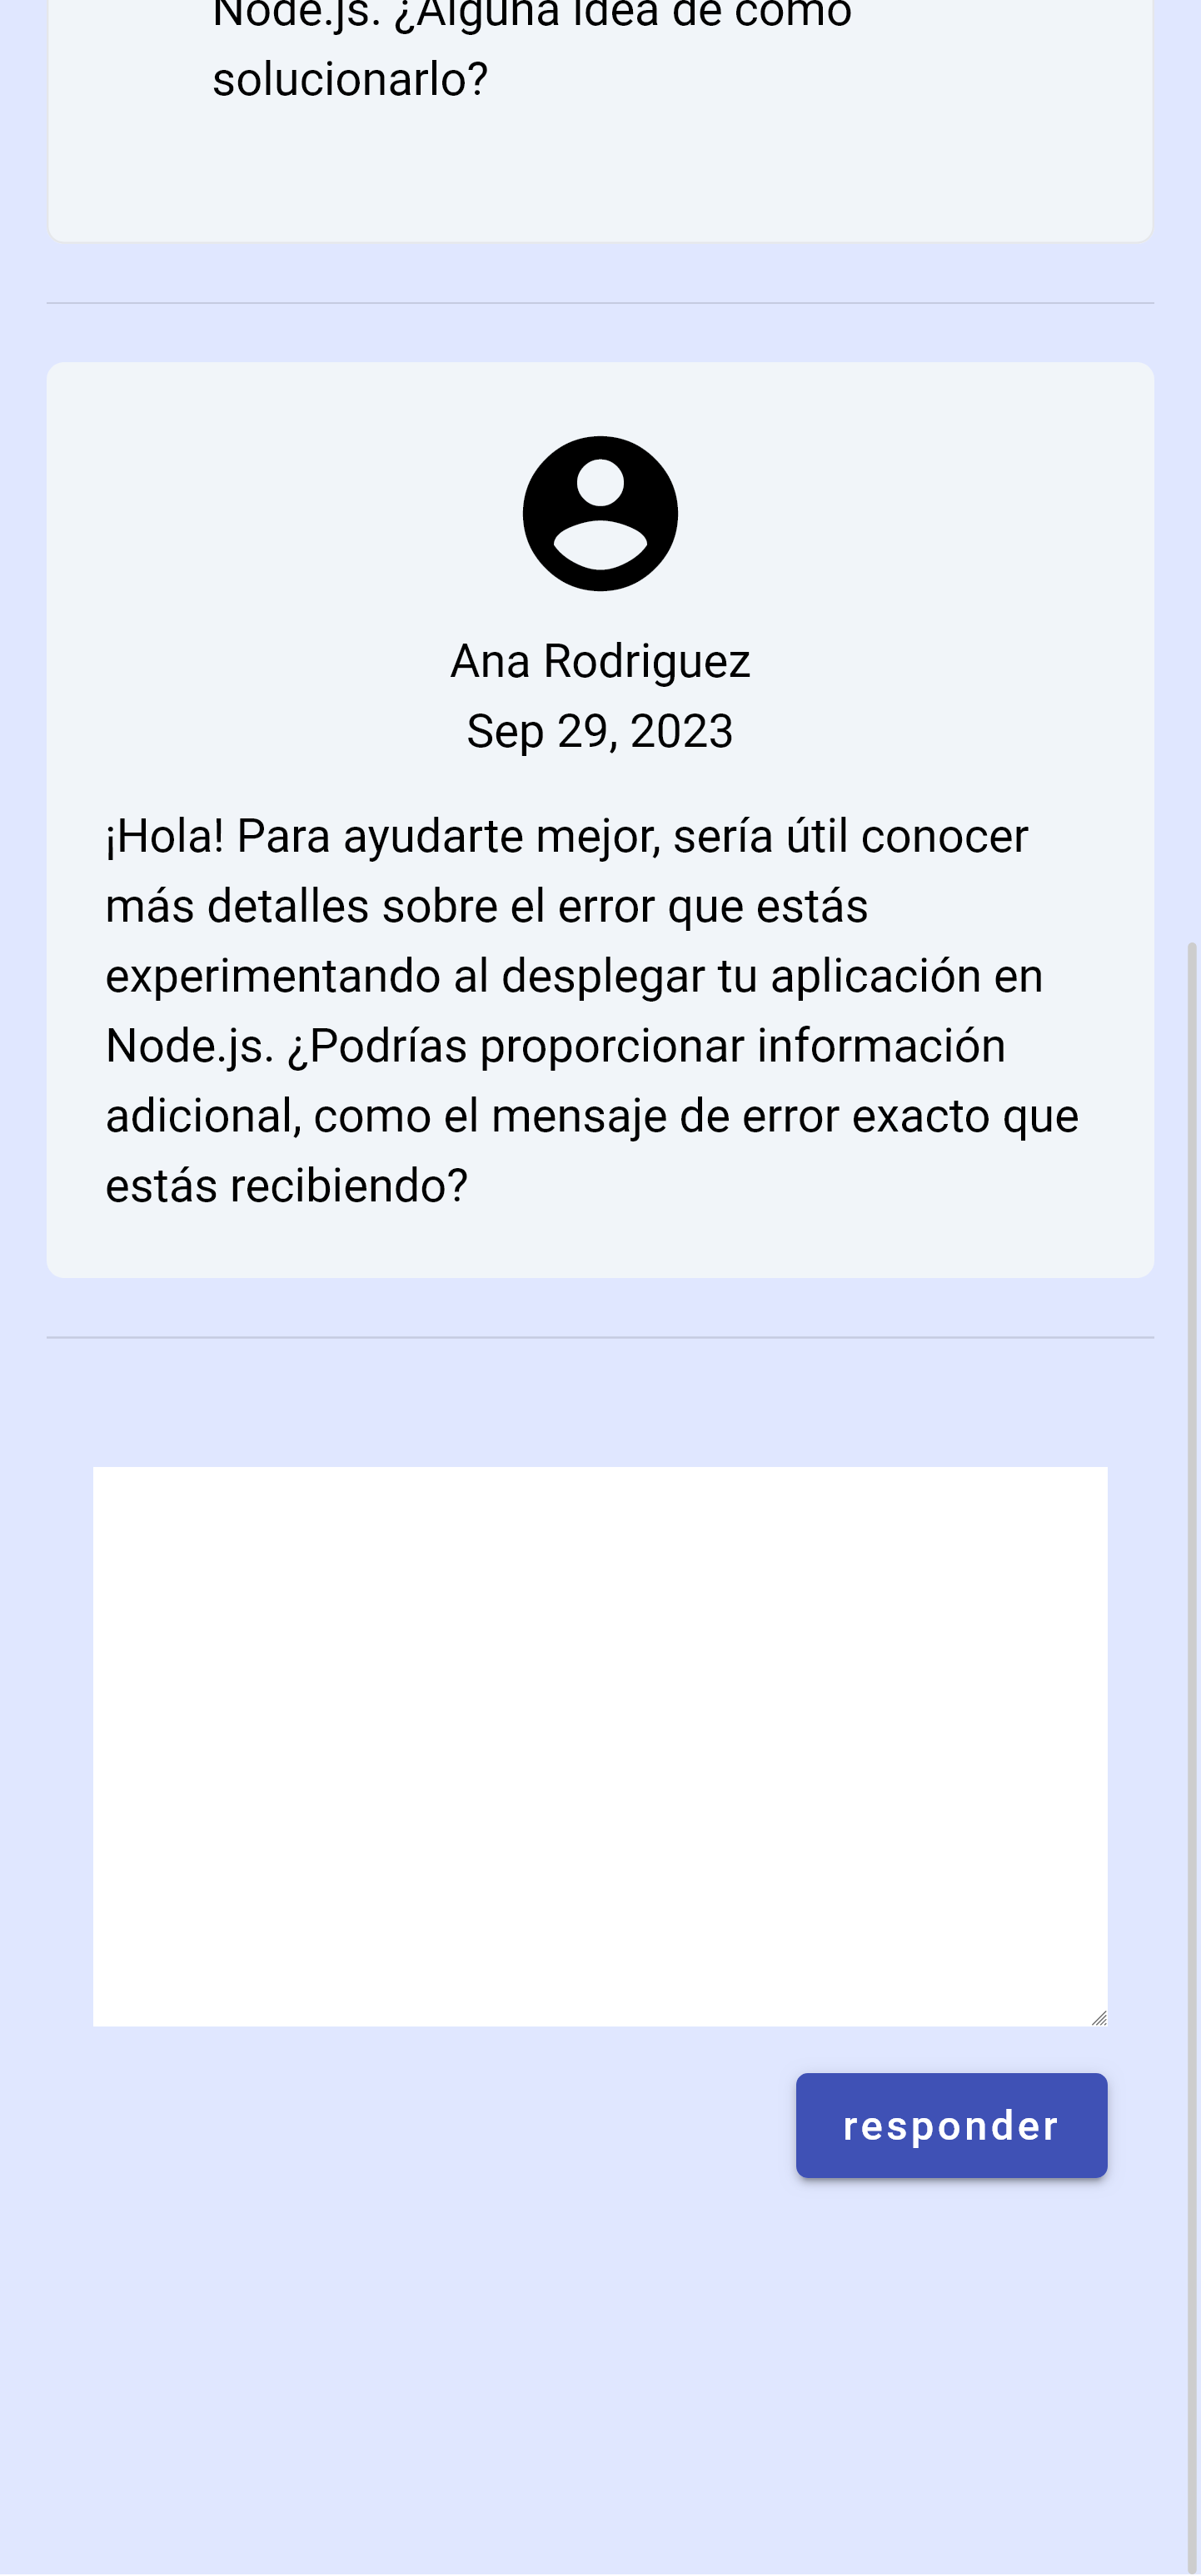 Node.js. ¿Alguna idea de cómo
solucionarlo?
Ana Rodriguez
Sep 29, 2023
¡Hola! Para ayudarte mejor, sería útil conocer
más detalles sobre el error que estás
experimentando al desplegar tu aplicación en
Node.js. ¿Podrías proporcionar información
adicional, como el mensaje de error exacto que
estás recibiendo?
responder